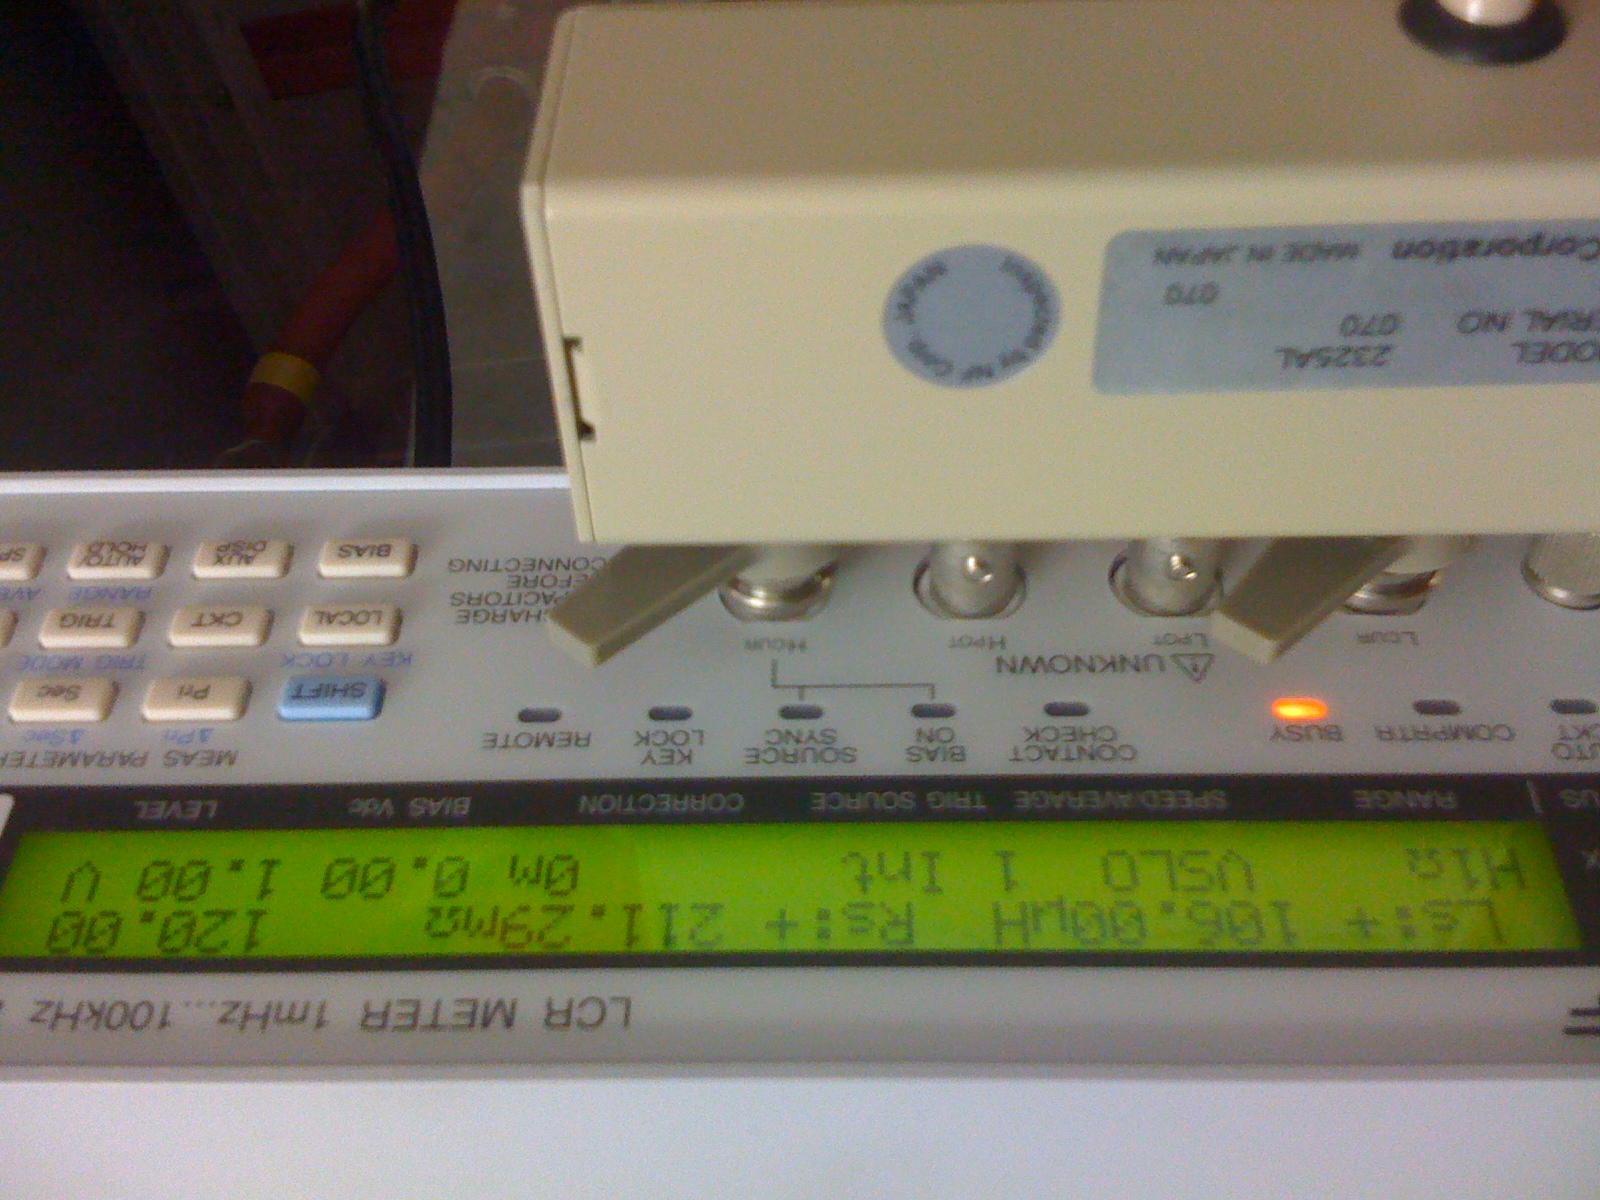 LCR METER 1mHz...100kHz
Ls:+ 106.00µH Rs:+ 211.29mΩ 120.00
H1Ω VSLO 1 Int 0m 0.00 1.00 V
RANGE SPEED/AVERAGE TRIG SOURCE CORRECTION BIAS Vdc LEVEL
COMPRTR BUSY CONTACT CHECK BIAS ON SOURCE SYNC KEY LOCK REMOTE
MEAS PARAMETER
ΔPri ΔSec
SHIFT Pri Sec
⚠UNKNOWN
LCUR LPOT HPOT HCUR
KEY LOCK TRIG MODE
LOCAL CKT TRIG
RANGE
BIAS AUX DISP AUTO/HOLD
BEFORE
CONNECTING
MODEL 2325AL
SERIAL NO 070
070
Corporation MADE IN JAPAN
by NF Corp. JAPAN